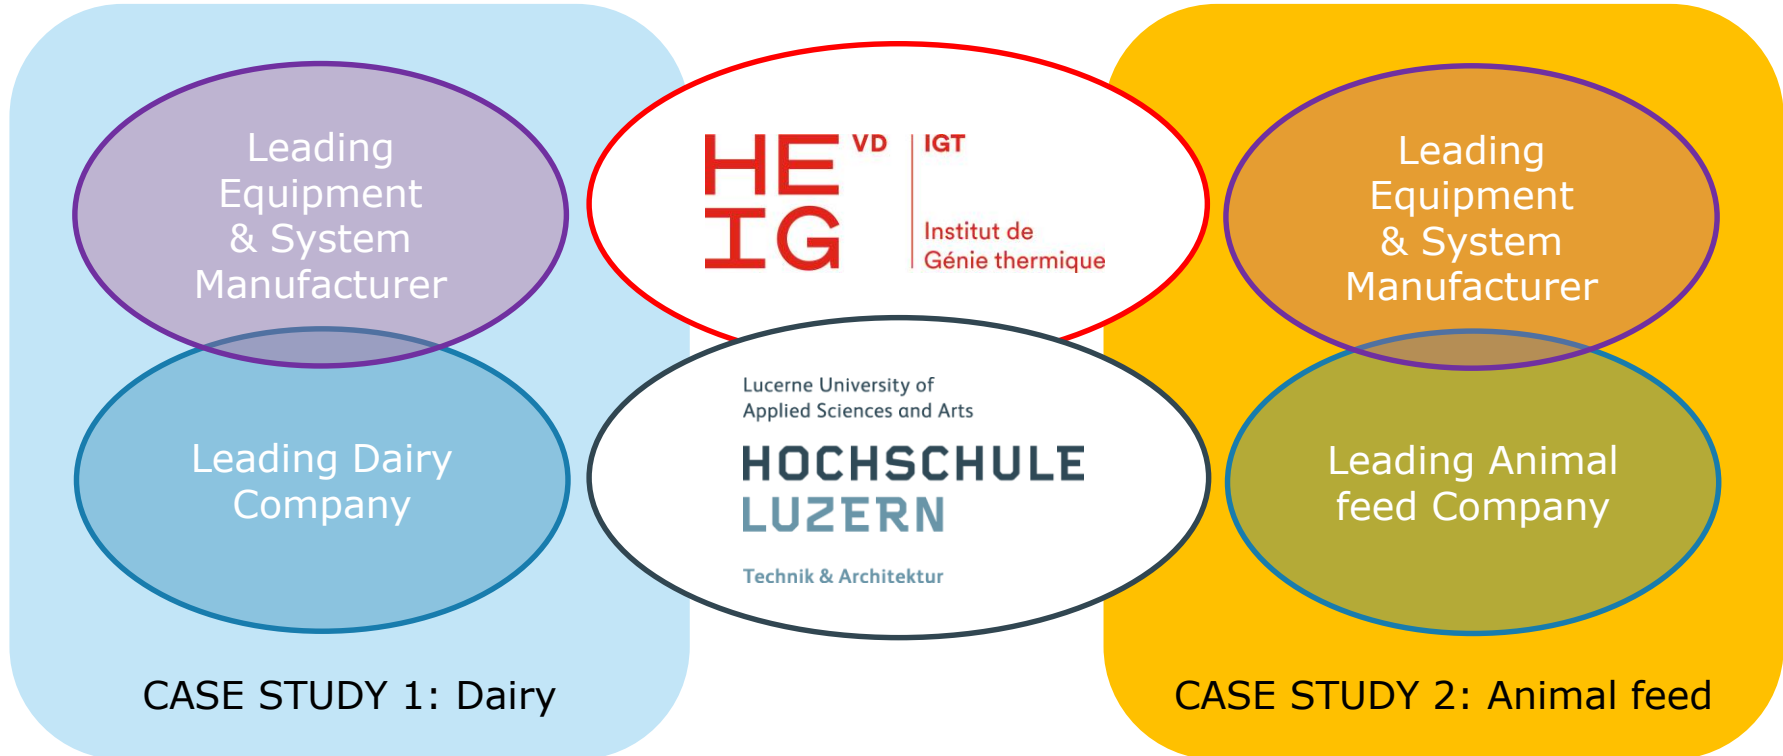 Leading
Equipment
& System
Manufacturer
Leading Dairy
Company
CASE STUDY 1: Dairy
HE VD
IG
IGT
Institut de
Génie thermique
Lucerne University of
Applied Sciences and Arts
HOCHSCHULE
LUZERN
Technik & Architektur
Leading
Equipment
& System
Manufacturer
Leading Animal
feed Company
CASE STUDY 2: Animal feed